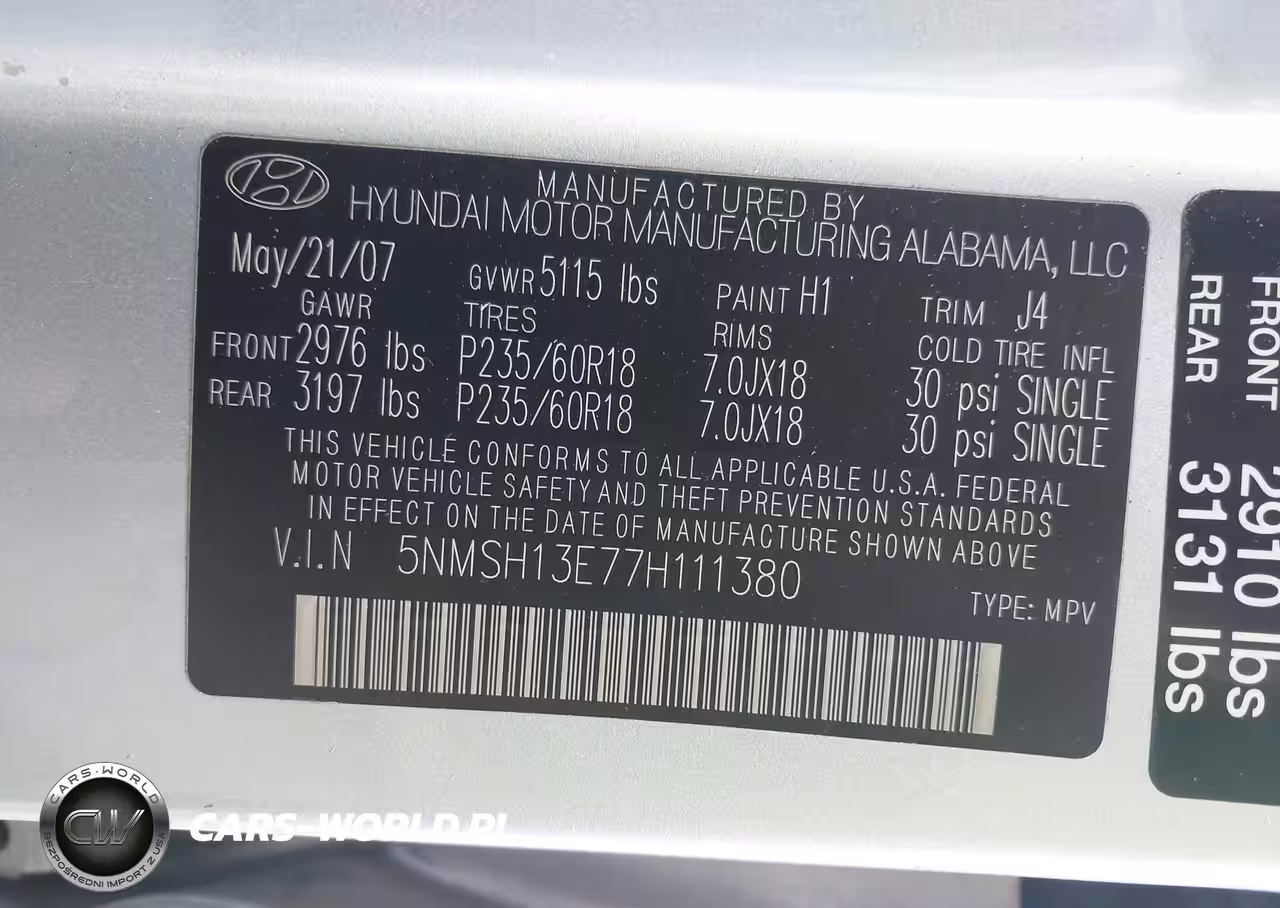 MANUFACTURED BY
HYUNDAI MOTOR MANUFACTURING ALABAMA, LLC
May/21/07 GVWR 5115 lbs PAINT H1 TRIM J4
GAWR TIRES RIMS COLD TIRE INFL
FRONT 2976 lbs P235/60R18 7.0JX18 30 psi SINGLE
REAR 3197 lbs P235/60R18 7.0JX18 30 psi SINGLE
THIS VEHICLE CONFORMS TO ALL APPLICABLE U.S.A. FEDERAL
MOTOR VEHICLE SAFETY AND THEFT PREVENTION STANDARDS
IN EFFECT ON THE DATE OF MANUFACTURE SHOWN ABOVE
V.I.N 5NMSH13E77H111380
TYPE: MPV
FRONT 2910 lbs
REAR 3131 lbs
CARS-WORLD
CW
BEZPOŚREDNI IMPORT Z USA
CARS-WORLD.PL